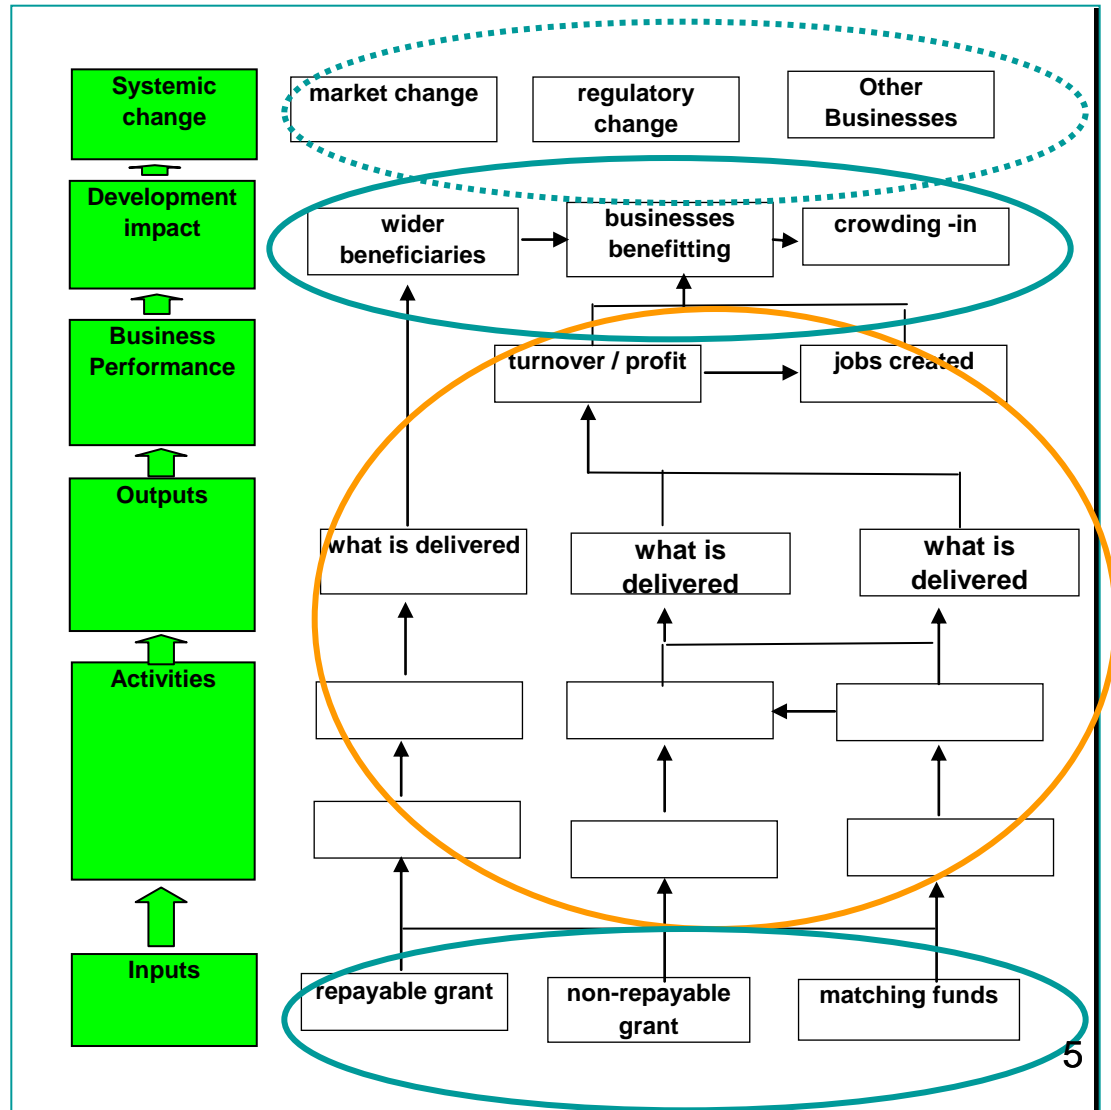 Systemic
change
market change
regulatory
change
Other
Businesses
Development
impact
wider
beneficiaries
businesses
benefitting
crowding -in
Business
Performance
turnover / profit
jobs created
Outputs
what is delivered
what is
delivered
what is
delivered
Activities
Inputs
repayable grant
non-repayable
grant
matching funds
5